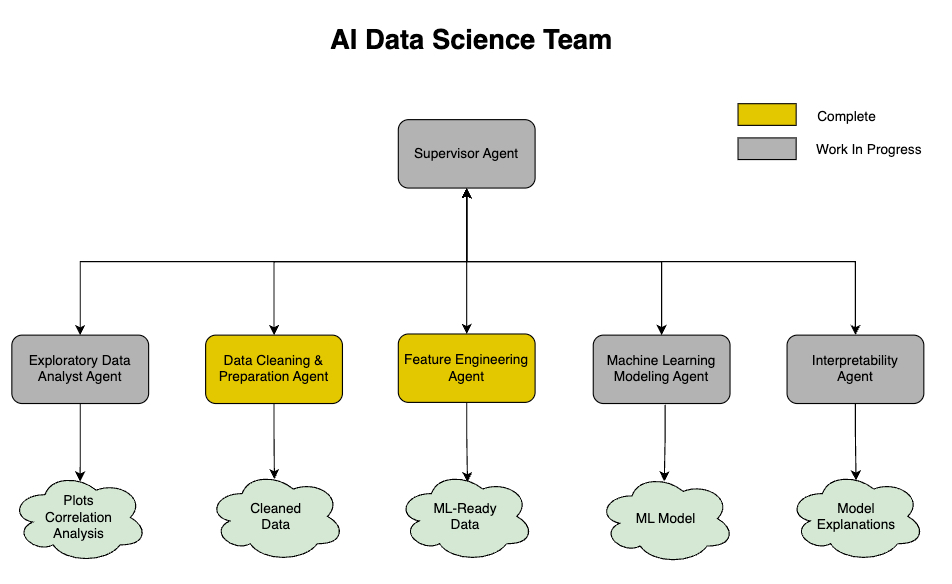 AI Data Science Team
Complete
Work In Progress
Supervisor Agent
Exploratory Data
Analyst Agent
Data Cleaning &
Preparation Agent
Feature Engineering
Agent
Machine Learning
Modeling Agent
Interpretability
Agent
Plots
Correlation
Analysis
Cleaned
Data
ML-Ready
Data
ML Model
Model
Explanations